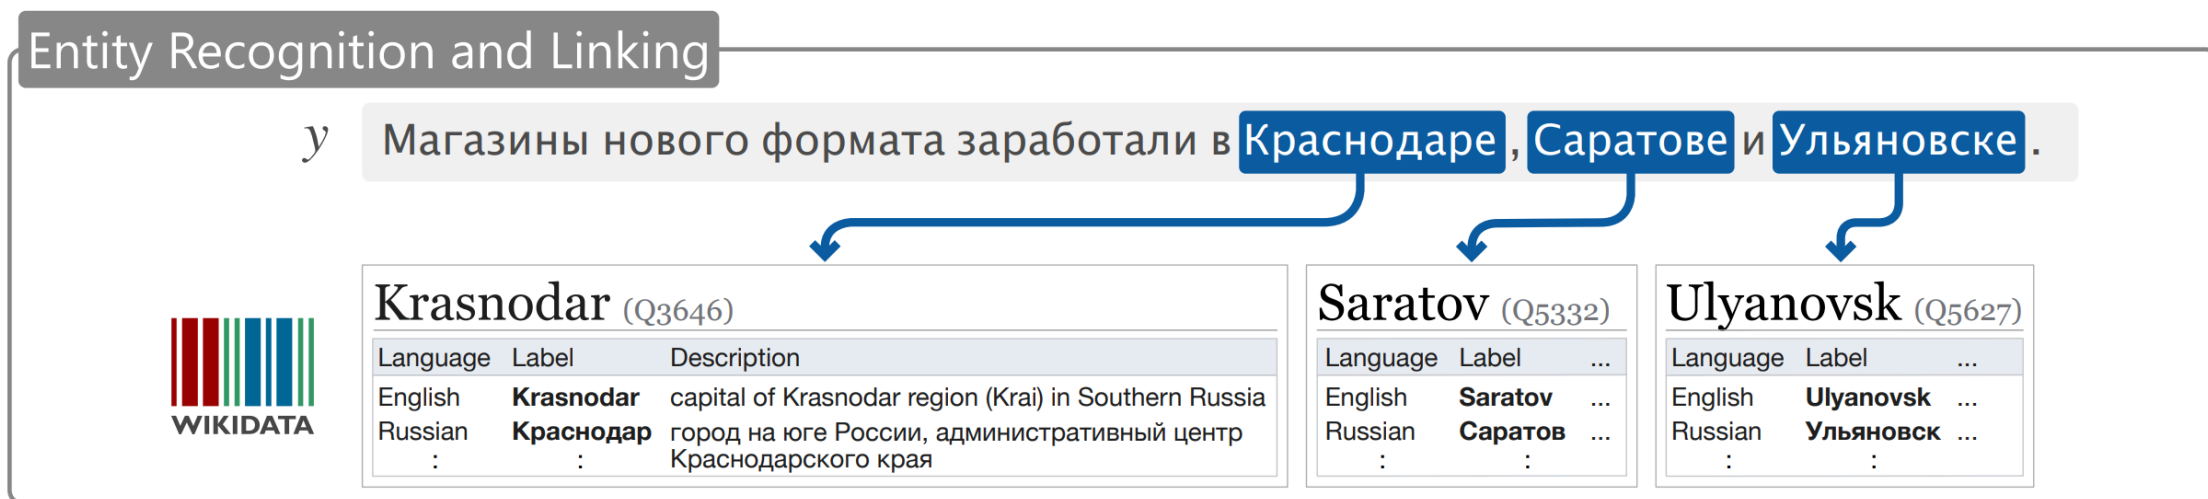 Entity Recognition and Linking
y Магазины нового формата заработали в Краснодаре, Саратове и Ульяновске.
Krasnodar (Q3646)
Language Label Description
English Krasnodar capital of Krasnodar region (Krai) in Southern Russia
Russian Краснодар город на юге России, административный центр
Краснодарского края
: :
Saratov (Q5332)
Language Label ...
English Saratov ...
Russian Саратов ...
: :
Ulyanovsk (Q5627)
Language Label ...
English Ulyanovsk ...
Russian Ульяновск ...
: :
WIKIDATA